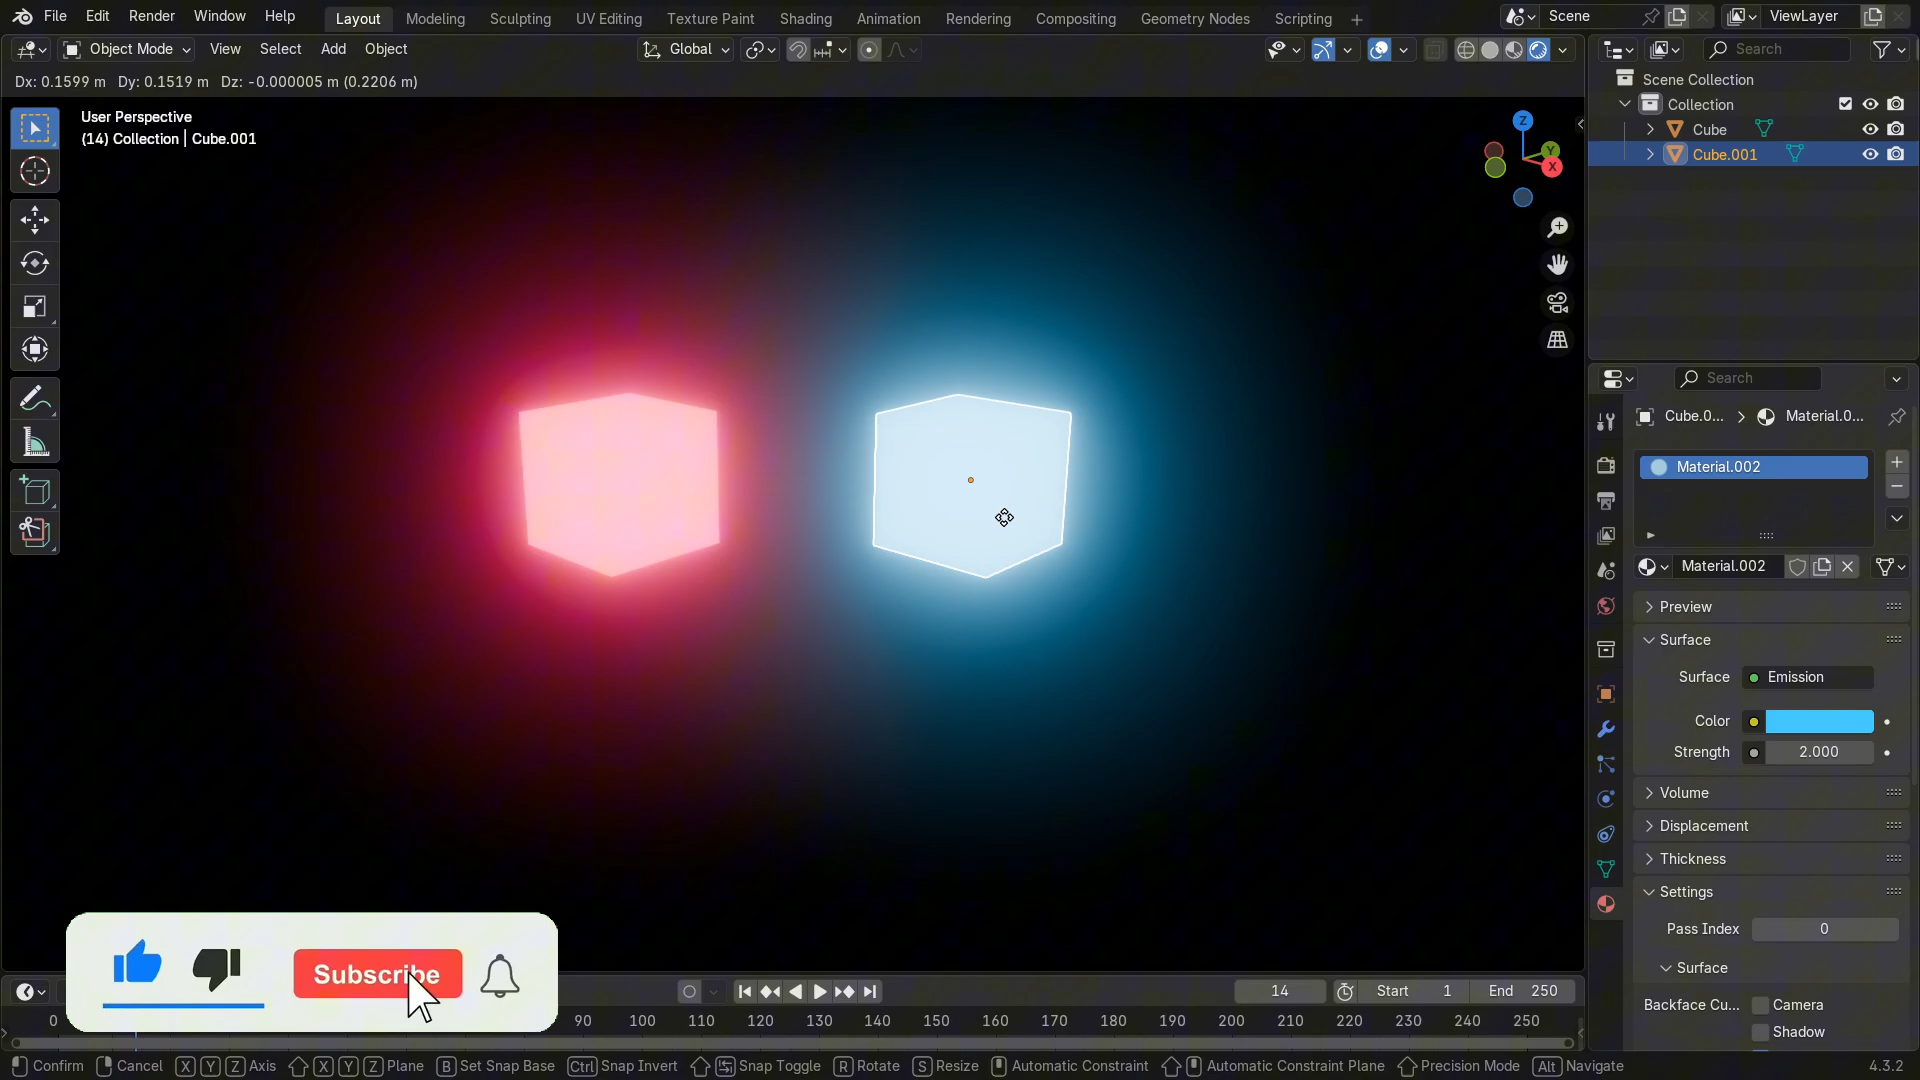 File Edit Render Window Help Layout Modeling Sculpting UV Editing Texture Paint Shading Animation Rendering Compositing Geometry Nodes Scripting + Scene ViewLayer
Object Mode View Select Add Object Global Search
Dx: 0.1599 m Dy: 0.1519 m Dz: -0.000005 m (0.2206 m)
Scene Collection
Collection
Cube
Cube.001
User Perspective
(14) Collection | Cube.001
Z
Y
X
Search
Cube.0... Material.0...
Material.002
Material.002
Preview
Surface
Surface Emission
Color
Strength 2.000
Volume
Displacement
Thickness
Settings
Pass Index 0
Surface
Backface Cu... Camera
Shadow
Subscribe
14 Start 1 End 250
0 90 100 110 120 130 140 150 160 170 180 190 200 210 220 230 240 250
Confirm Cancel X Y Z Axis X Y Z Plane B Set Snap Base Ctrl Snap Invert Snap Toggle R Rotate S Resize Automatic Constraint Automatic Constraint Plane Precision Mode Alt Navigate 4.3.2